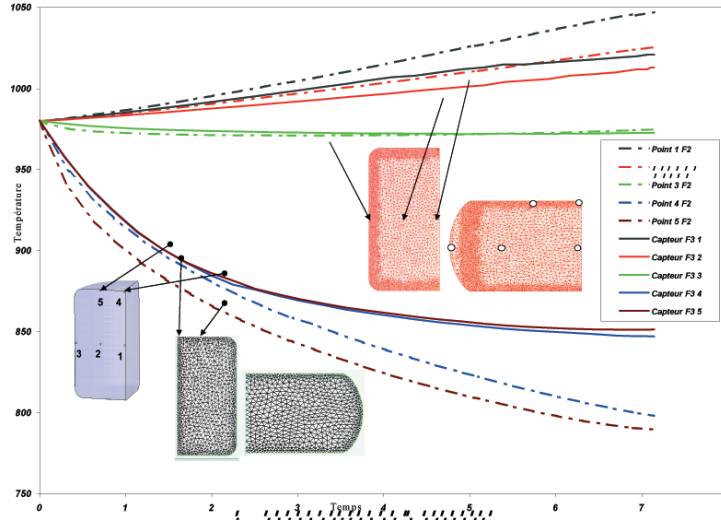 1050
1000
950
900
850
800
750
Température
0
1
2
3
4
5
6
7
Temps
Point 1 F2
Point 3 F2
Point 4 F2
Point 5 F2
Capteur F3 1
Capteur F3 2
Capteur F3 3
Capteur F3 4
Capteur F3 5
5 4
3 2 1